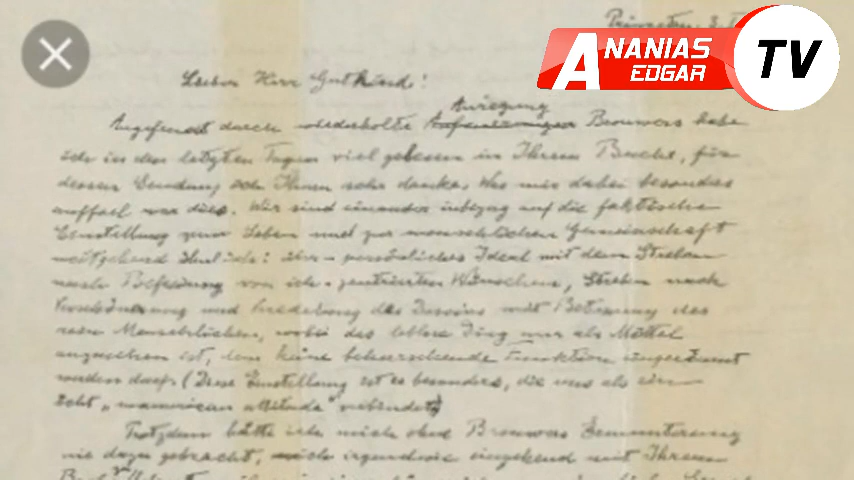 Princeton. 3. I
ANANIAS
EDGAR
TV
Lieber Herr Gutkind!
Anregung
Angefeuert durch wiederholte Brouwers habe
ich in den letzten Tagen viel gelesen in Ihrem Buche, für
dessen Sendung ich Ihnen sehr danke. Was mir dabei besonders
auffiel war dies. Wir sind einander inbezug auf die faktische
Einstellung zum Leben und zur menschlichen Gemeinschaft
weitgehend ähnlich: über-persönliches Ideal mit dem Streben
nach Befreiung von ich-zentrierten Wünschen, Streben nach
Verschönerung und Veredelung des Daseins mit Betonung des
rein Menschlichen, wobei das leblose Ding nur als Mittel
anzusehen ist, dem keine beherrschende Funktion eingeräumt
werden darf. (Diese Einstellung ist es besonders, die uns als ein
echt „unamerican attitude" verbindet)
Trotzdem hätte ich mich ohne Brouwers Ermunterung
nie dazu gebracht, mich irgendwie eingehend mit Ihrem